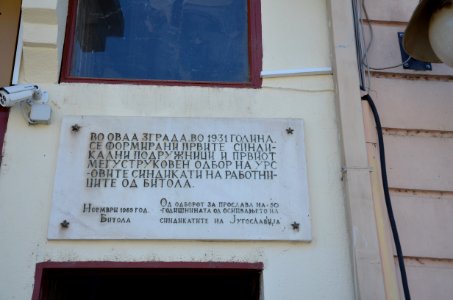 ВО ОВАА ЗГРАДА, ВО 1931 ГОДИНА,
СЕ ФОРМИРАНИ ПРВИТЕ СИНДИ-
КАЛНИ ПОДРУЖНИЦИ И ПРВИОТ
МЕГУСТРУКОВЕН ОДБОР НА УРС-
ОВИТЕ СИНДИКАТИ НА РАБОТНИ-
ЦИТЕ ОД БИТОЛА.
НОЕМВРИ 1969 ГОД.
БИТОЛА
ОД ОДБОРОТ ЗА ПРОСЛАВА НА 50-
ГОДИШНИНАТА ОД ОСНИВАЊЕТО НА
СИНДИКАТИТЕ НА ЈУГОСЛАВИЈА